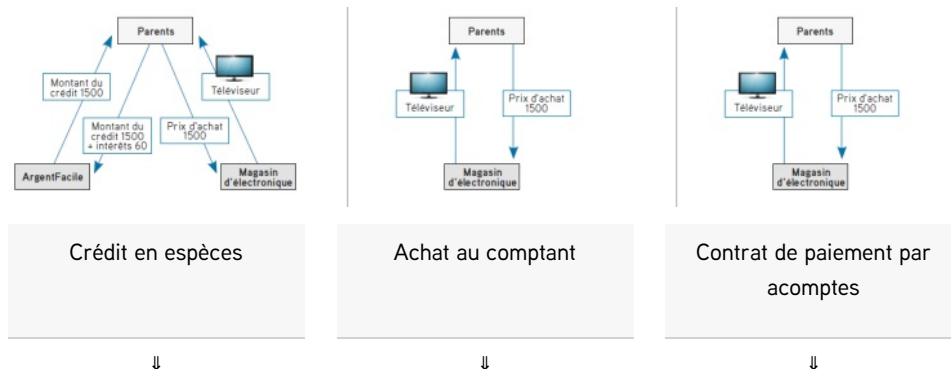 Parents
Montant du
crédit 1500
Téléviseur
Montant du
crédit 1500
+ intérêts 60
Prix d'achat
1500
ArgentFacile
Magasin
d'électronique
Crédit en espèces
⇓
Parents
Téléviseur
Prix d'achat
1500
Magasin
d'électronique
Achat au comptant
⇓
Parents
Téléviseur
Prix d'achat
1500
Magasin
d'électronique
Contrat de paiement par
acomptes
⇓